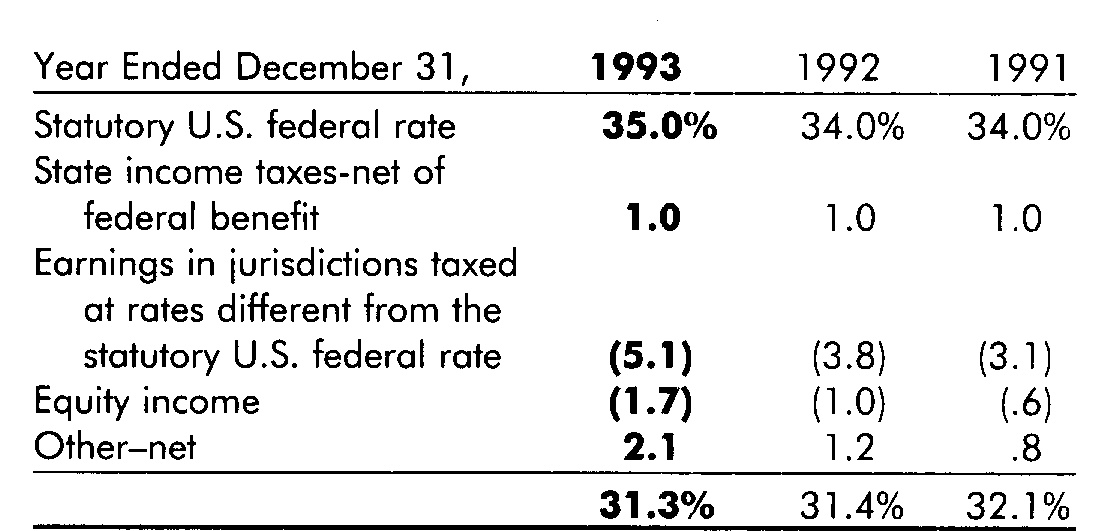 Year Ended December 31, 1993 1992 1991
Statutory U.S. federal rate 35.0% 34.0% 34.0%
State income taxes-net of
federal benefit 1.0 1.0 1.0
Earnings in jurisdictions taxed
at rates different from the
statutory U.S. federal rate (5.1) (3.8) (3.1)
Equity income (1.7) (1.0) (.6)
Other–net 2.1 1.2 .8
31.3% 31.4% 32.1%